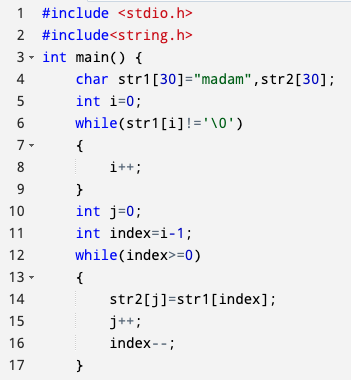 1 #include <stdio.h>
2 #include<string.h>
3 int main() {
4     char str1[30]="madam",str2[30];
5     int i=0;
6     while(str1[i]!='\0')
7     {
8         i++;
9     }
10     int j=0;
11     int index=i-1;
12     while(index>=0)
13     {
14         str2[j]=str1[index];
15         j++;
16         index--;
17     }